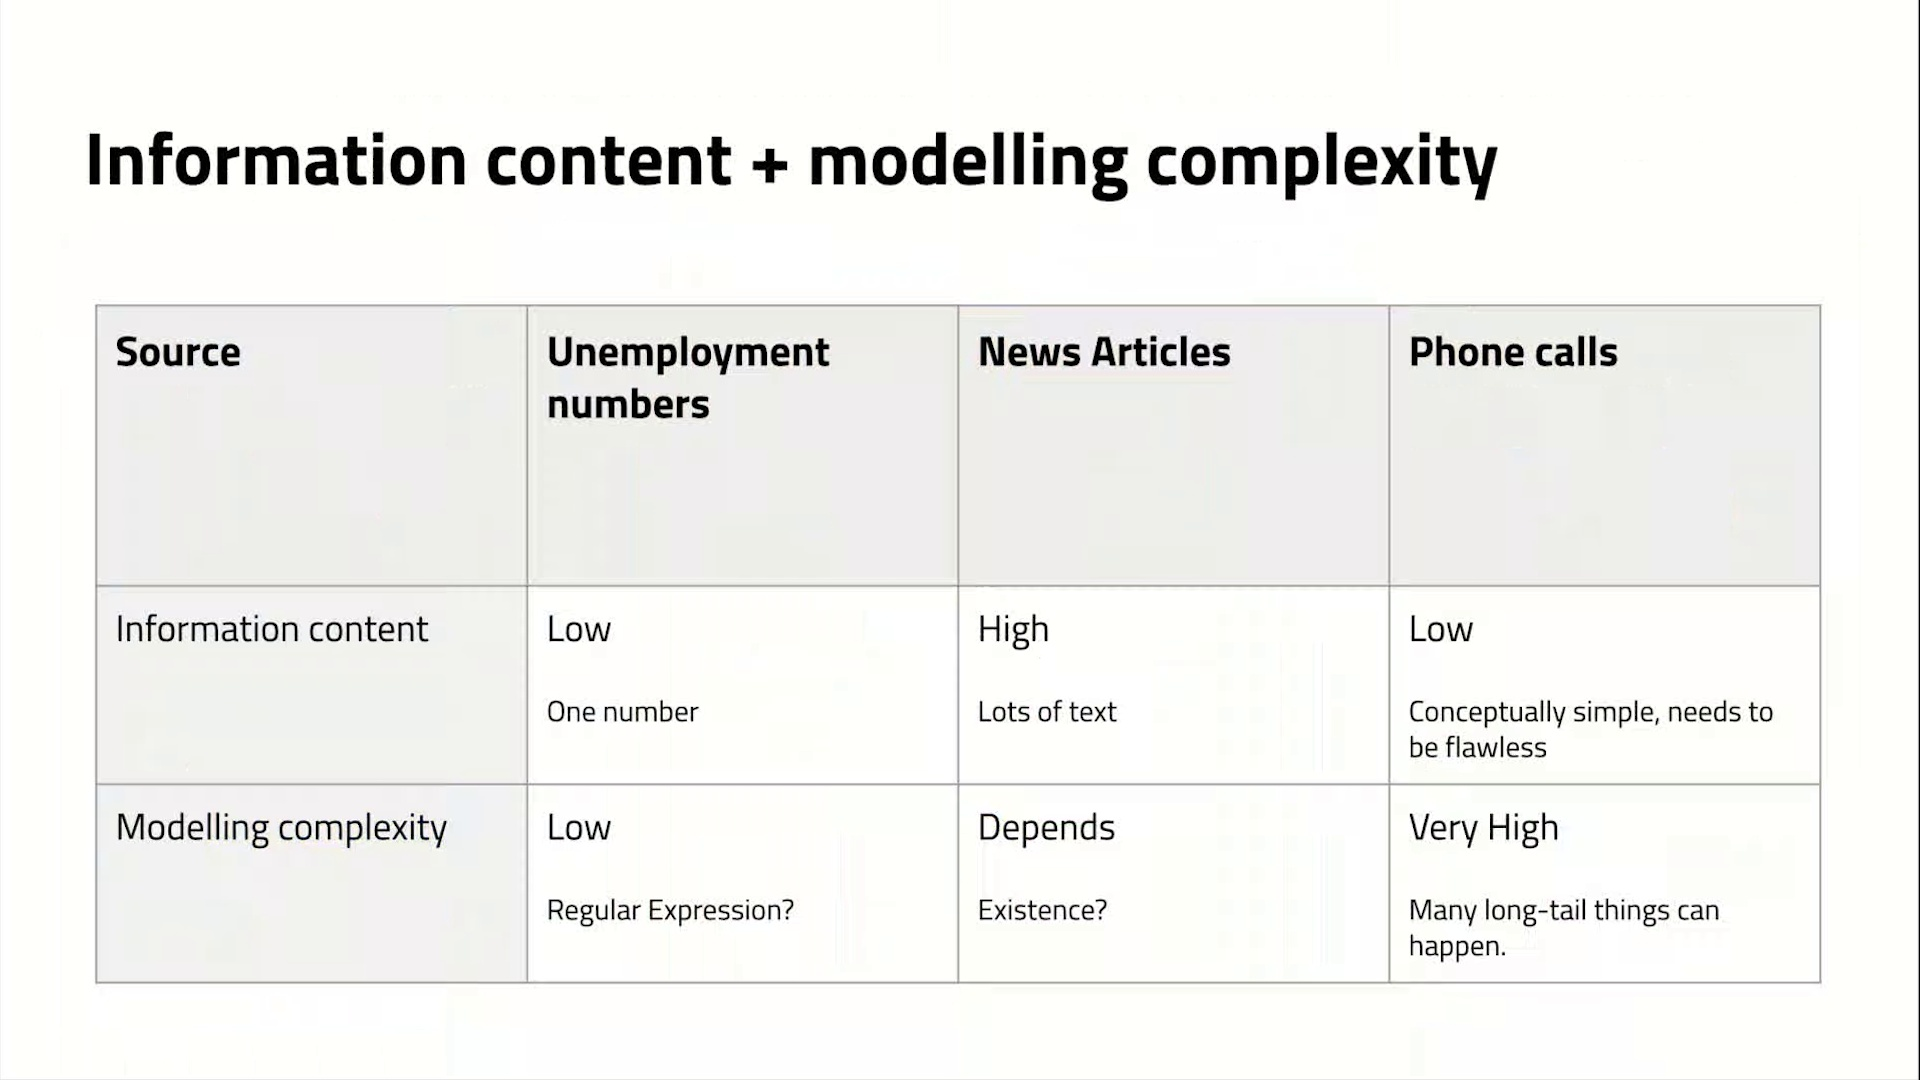 Information content + modelling complexity
Source
Unemployment
numbers
News Articles
Phone calls
Information content
Low
One number
High
Lots of text
Low
Conceptually simple, needs to
be flawless
Modelling complexity
Low
Regular Expression?
Depends
Existence?
Very High
Many long-tail things can
happen.